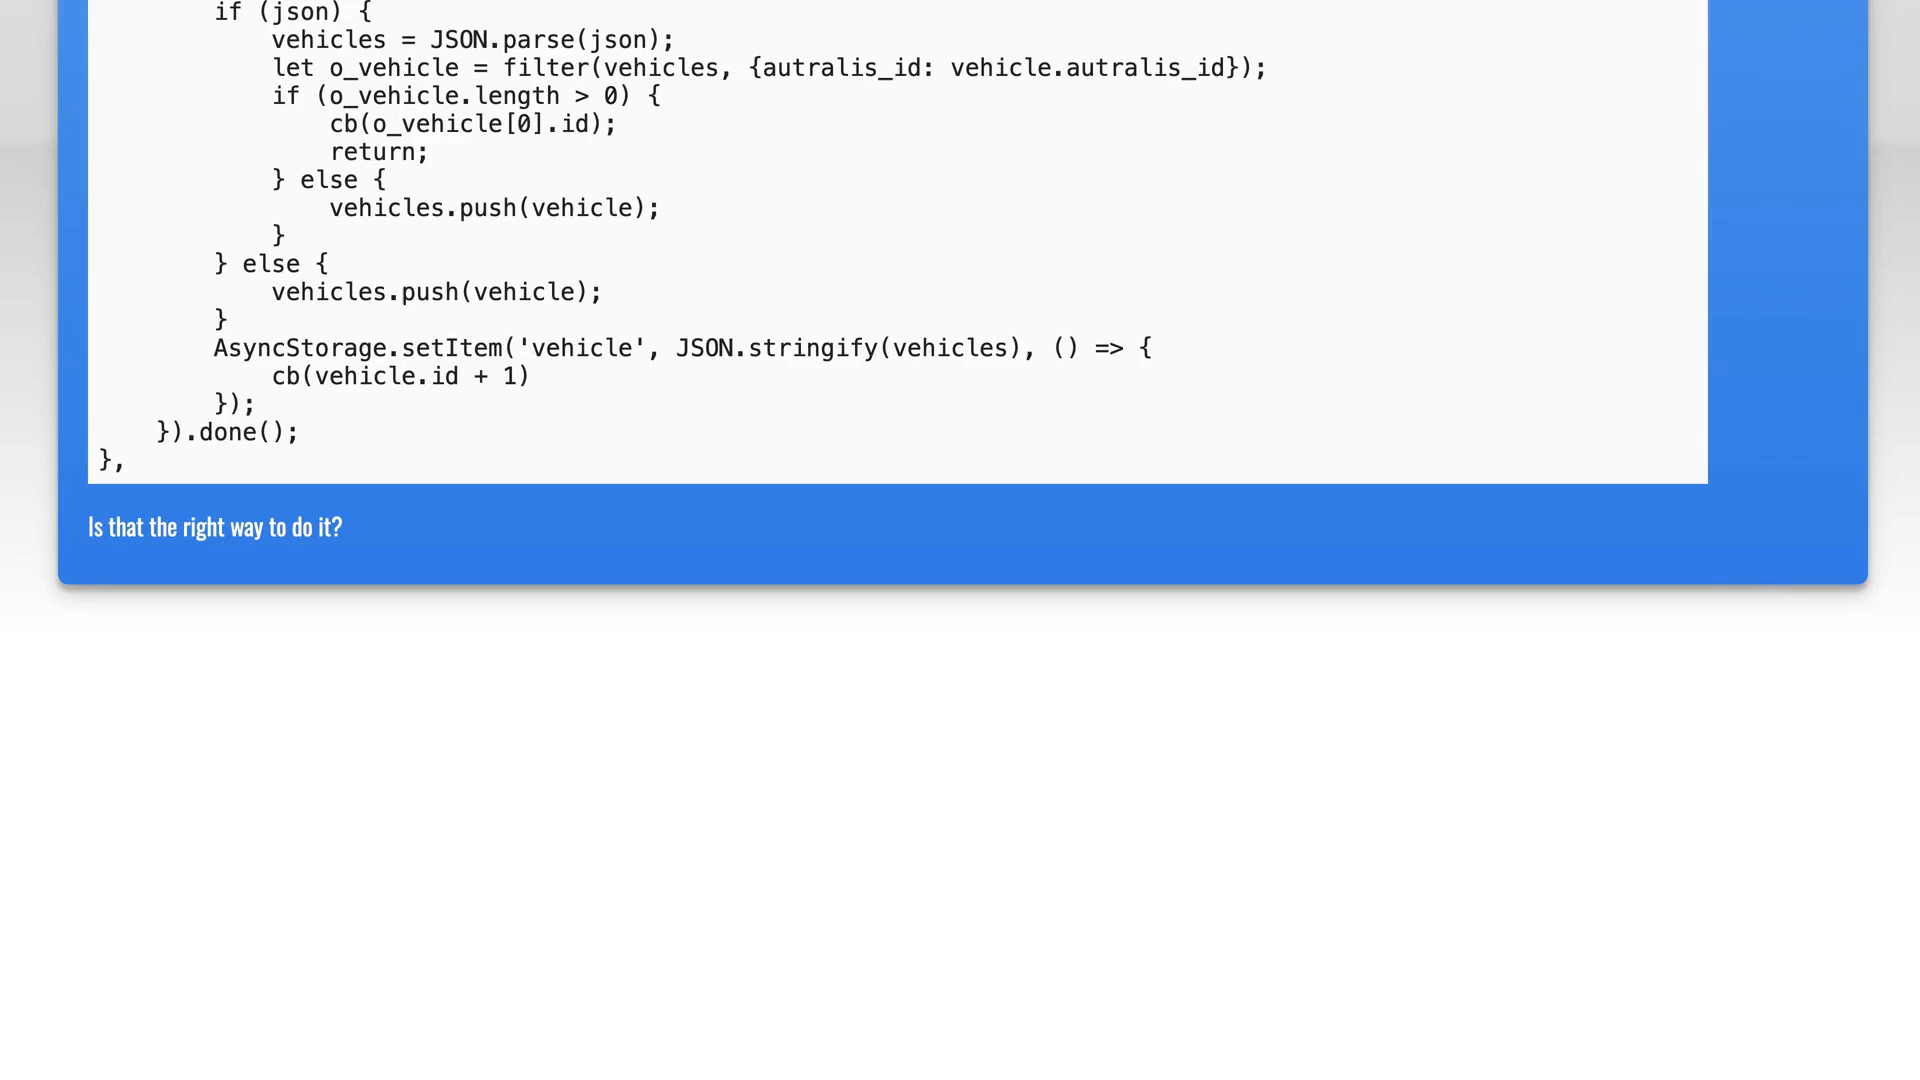 if (json) {
vehicles = JSON.parse(json);
let o_vehicle = filter(vehicles, {autralis_id: vehicle.autralis_id});
if (o_vehicle.length > 0) {
cb(o_vehicle[0].id);
return;
} else {
vehicles.push(vehicle);
}
} else {
vehicles.push(vehicle);
}
AsyncStorage.setItem('vehicle', JSON.stringify(vehicles), () => {
cb(vehicle.id + 1)
});
}).done();
},
Is that the right way to do it?